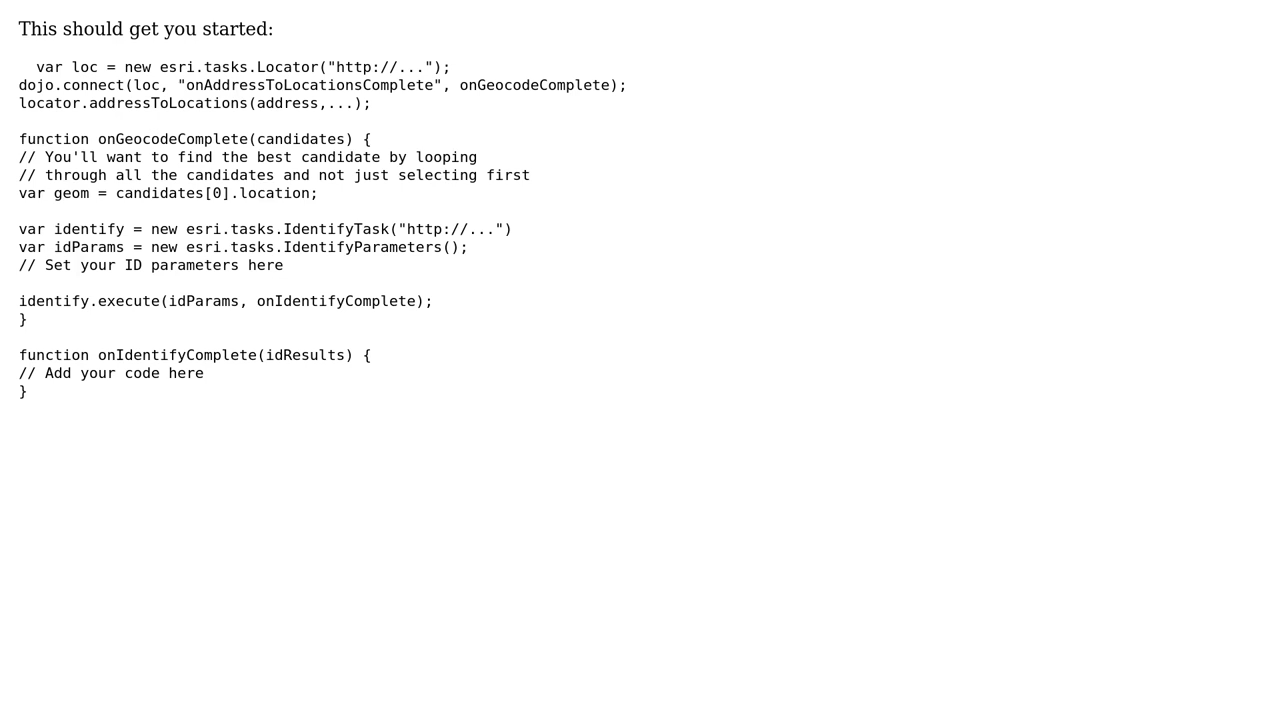 This should get you started:
var loc = new esri.tasks.Locator("http://...");
dojo.connect(loc, "onAddressToLocationsComplete", onGeocodeComplete);
locator.addressToLocations(address,...);
function onGeocodeComplete(candidates) {
// You'll want to find the best candidate by looping
// through all the candidates and not just selecting first
var geom = candidates[0].location;
var identify = new esri.tasks.IdentifyTask("http://...")
var idParams = new esri.tasks.IdentifyParameters();
// Set your ID parameters here
identify.execute(idParams, onIdentifyComplete);
}
function onIdentifyComplete(idResults) {
// Add your code here
}